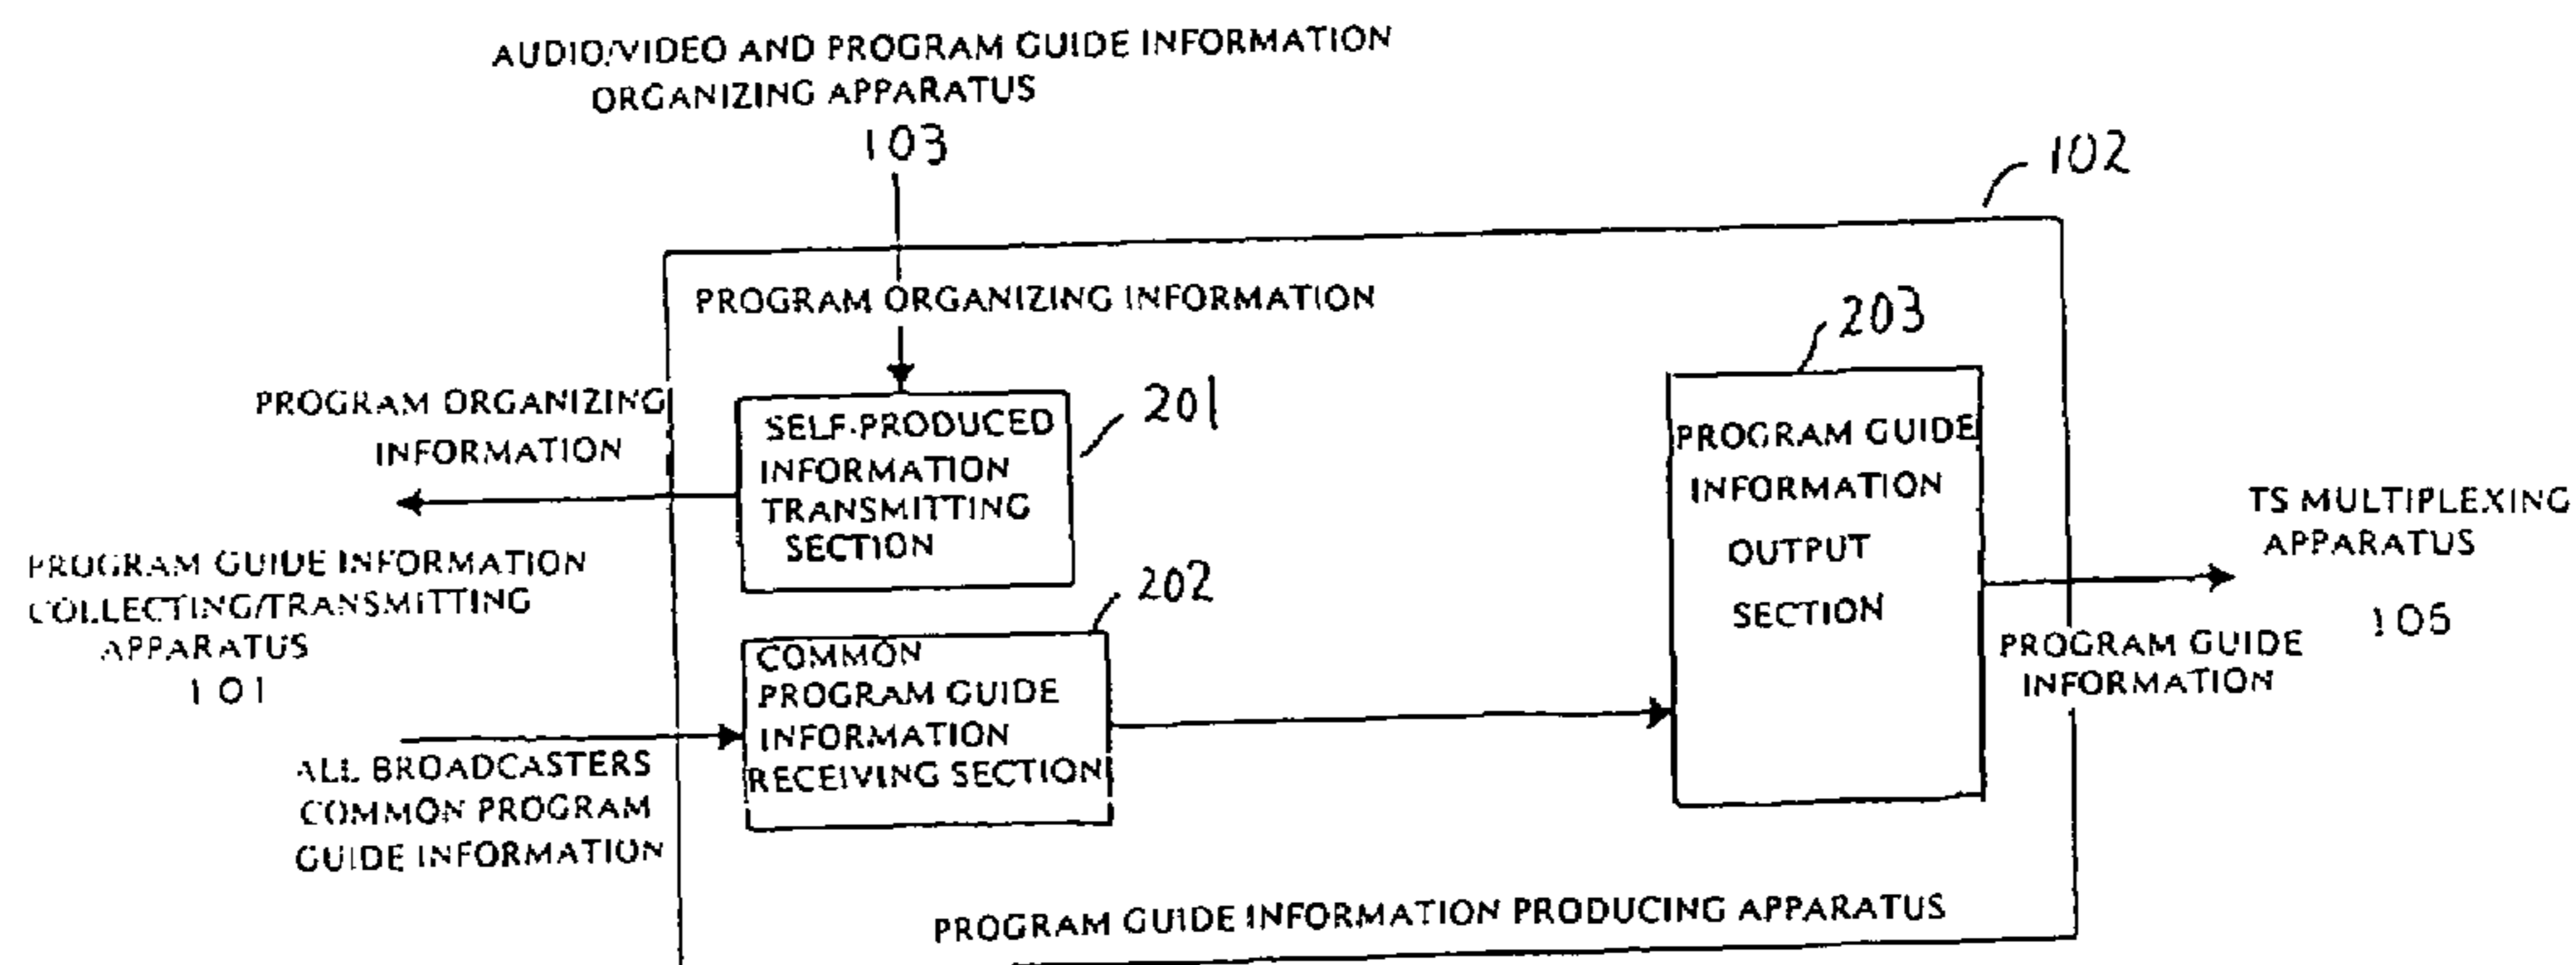 AUDIO/VIDEO AND PROGRAM GUIDE INFORMATION
ORGANIZING APPARATUS
103
102
PROGRAM ORGANIZING INFORMATION
203
PROGRAM ORGANIZING
INFORMATION
SELF-PRODUCED
INFORMATION
TRANSMITTING
SECTION
201
PROGRAM GUIDE
INFORMATION
OUTPUT
SECTION
TS MULTIPLEXING
APPARATUS
105
PROGRAM GUIDE INFORMATION
COLLECTING/TRANSMITTING
APPARATUS
101
202
COMMON
PROGRAM GUIDE
INFORMATION
RECEIVING SECTION
PROGRAM GUIDE
INFORMATION
ALL BROADCASTERS
COMMON PROGRAM
GUIDE INFORMATION
PROGRAM GUIDE INFORMATION PRODUCING APPARATUS